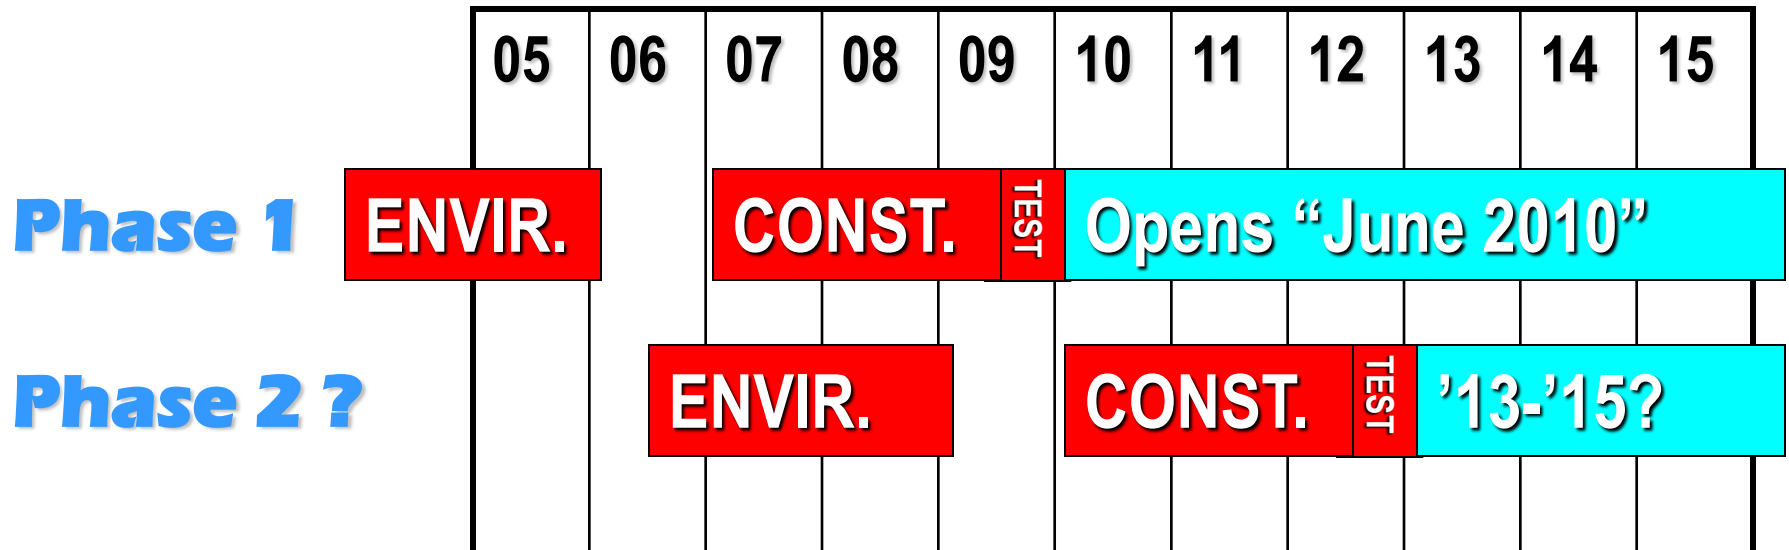 05 06 07 08 09 10 11 12 13 14 15
Phase 1 ENVIR. CONST. TEST Opens “June 2010”
Phase 2 ? ENVIR. CONST. TEST ’13-’15?